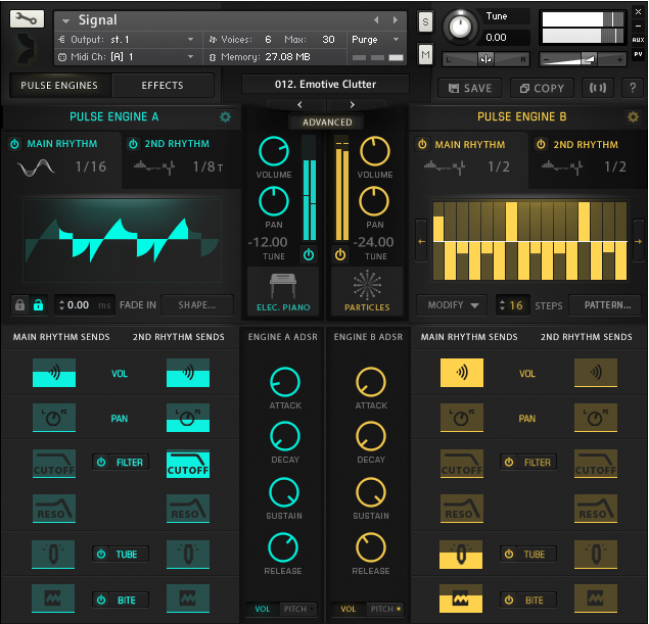 Signal
Output: st. 1 Voices: 6 Max: 30 Purge
Midi Ch: [A] 1 Memory: 27.08 MB
S
M
Tune
0.00
L R
- +
AUX
PV
PULSE ENGINES EFFECTS
012. Emotive Clutter
SAVE COPY ?
PULSE ENGINE A
MAIN RHYTHM 2ND RHYTHM
1/16 1/8 T
0.00 ms FADE IN SHAPE...
< >
ADVANCED
VOLUME VOLUME
PAN PAN
-12.00 -24.00
TUNE TUNE
ELEC. PIANO PARTICLES
PULSE ENGINE B
MAIN RHYTHM 2ND RHYTHM
1/2 1/2
MODIFY 16 STEPS PATTERN...
MAIN RHYTHM SENDS 2ND RHYTHM SENDS
VOL
L R PAN L R
CUTOFF FILTER CUTOFF
RESO RESO
TUBE
BITE
ENGINE A ADSR ENGINE B ADSR
ATTACK ATTACK
DECAY DECAY
SUSTAIN SUSTAIN
RELEASE RELEASE
VOL PITCH VOL PITCH
MAIN RHYTHM SENDS 2ND RHYTHM SENDS
VOL
L R PAN L R
CUTOFF FILTER CUTOFF
RESO RESO
TUBE
BITE